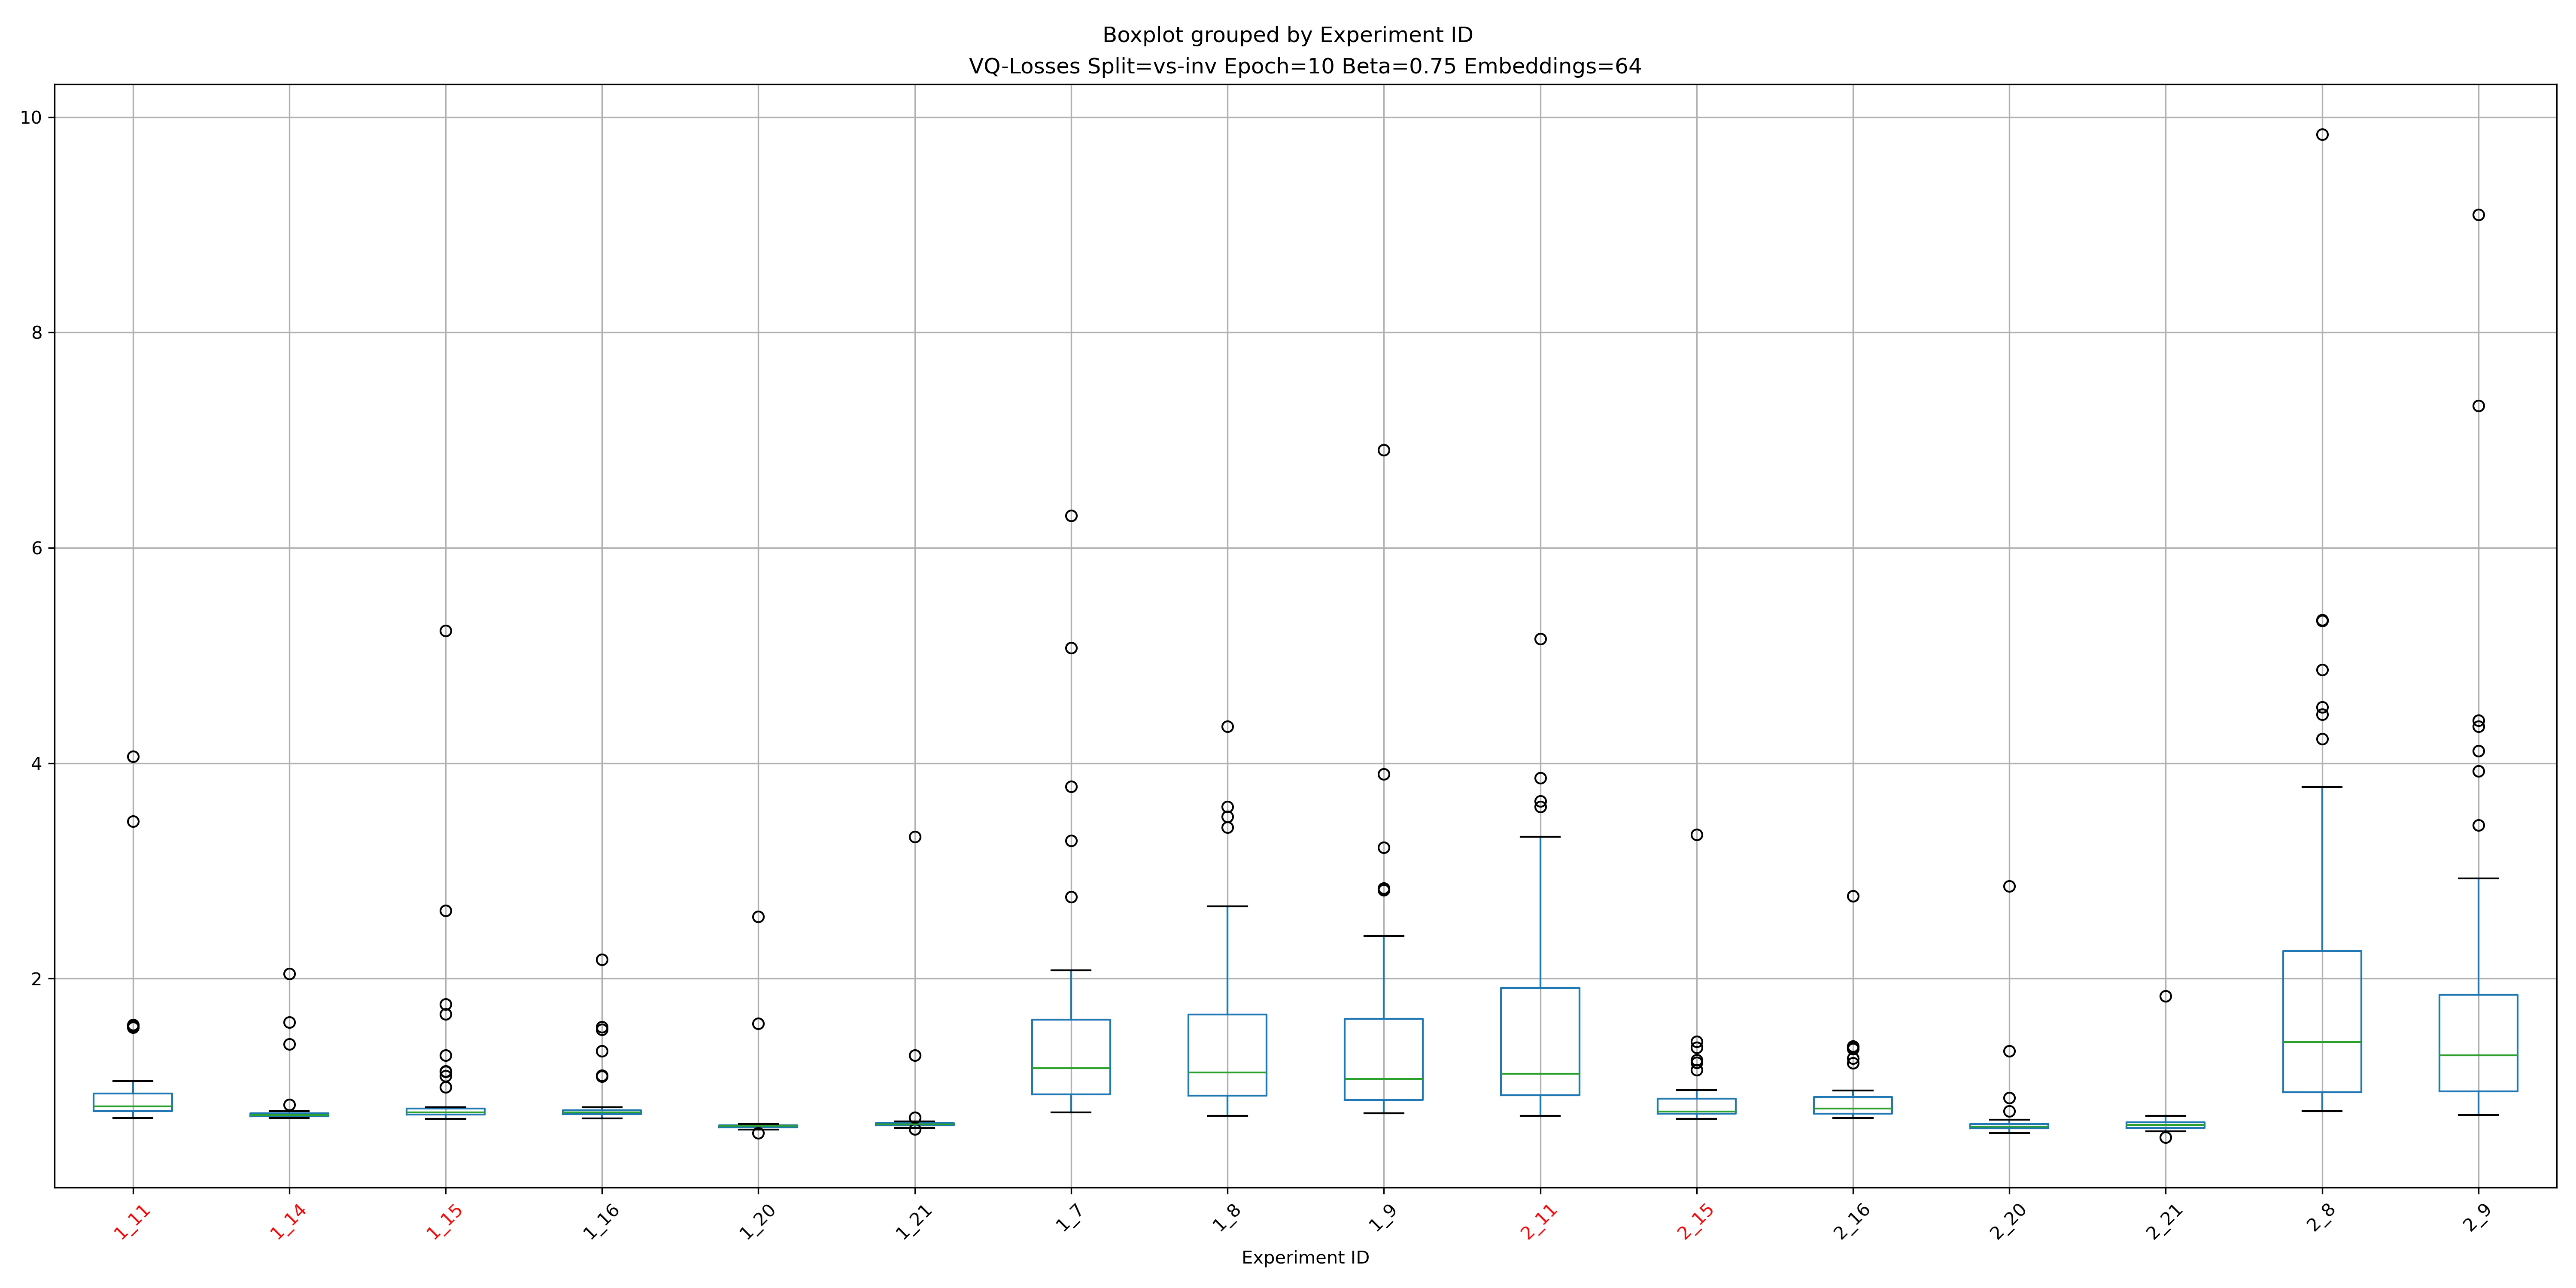 Boxplot grouped by Experiment ID
VQ-Losses Split=vs-inv Epoch=10 Beta=0.75 Embeddings=64
10
8
6
4
2
1_11 1_14 1_15 1_16 1_20 1_21 1_7 1_8 1_9 2_11 2_15 2_16 2_20 2_21 2_8 2_9
Experiment ID